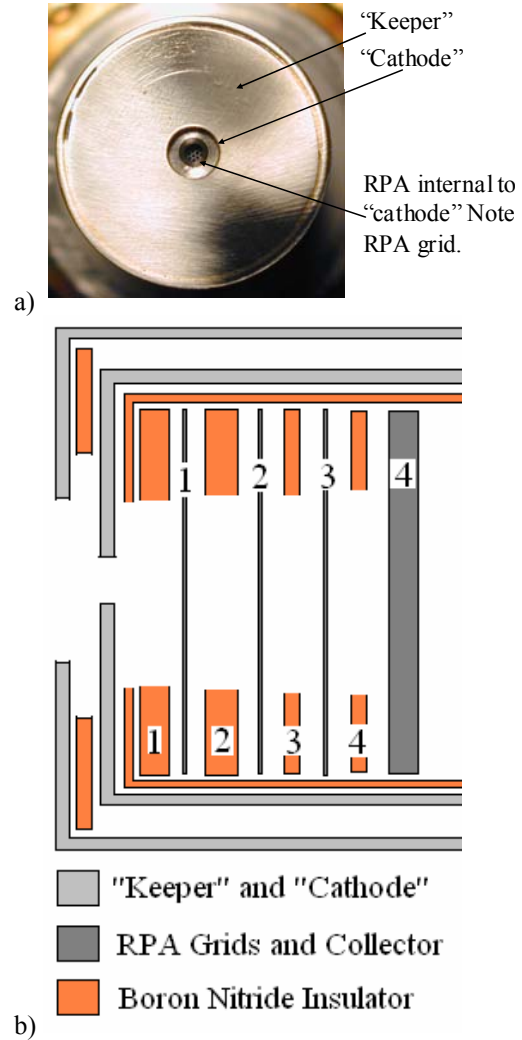 "Keeper"
"Cathode"
RPA internal to
"cathode" Note
RPA grid.
a)
1 2 3 4
1 2 3 4
"Keeper" and "Cathode"
RPA Grids and Collector
Boron Nitride Insulator
b)